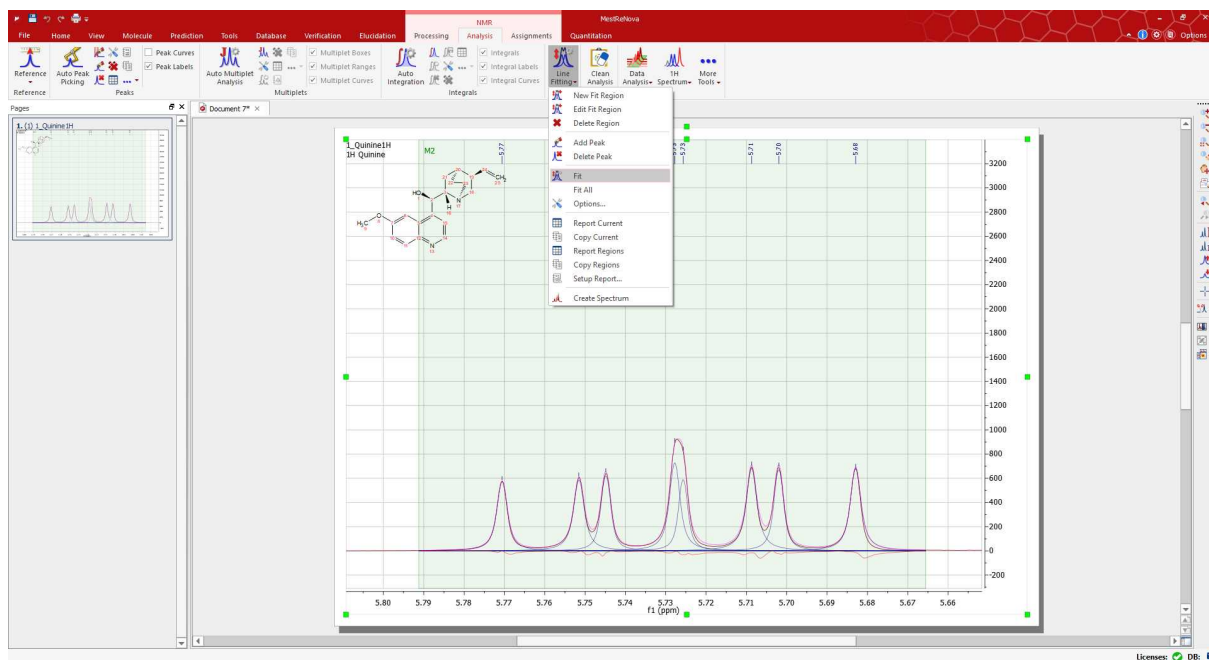 NMR
MestReNova
File Home View Molecule Prediction Tools Database Verification Elucidation Processing Analysis Assignments Quantitation
Options
Reference
Auto Peak Picking
Peak Curves
Peak Labels
Auto Multiplet Analysis
Multiplet Boxes
Multiplet Ranges
Multiplet Curves
Auto Integration
Integrals
Integral Labels
Integral Curves
Line Fitting
Clean Analysis
Data Analysis
1H Spectrum
More Tools
Reference Peaks Multiplets Integrals
Pages
Document 7*
1. (1) 1_Quinine1H
New Fit Region
Edit Fit Region
Delete Region
Add Peak
Delete Peak
Fit
Fit All
Options...
Report Current
Copy Current
Report Regions
Copy Regions
Setup Report...
Create Spectrum
1_Quinine1H
1H Quinine
M2
5.77
5.73
5.71
5.70
5.68
HO
H
N
CH2
H3C
O
N
3200
3000
2800
2600
2400
2200
2000
1800
1600
1400
1200
1000
800
600
400
200
0
-200
5.80 5.79 5.78 5.77 5.76 5.75 5.74 5.73 5.72 5.71 5.70 5.69 5.68 5.67 5.66
f1 (ppm)
Licenses: DB: